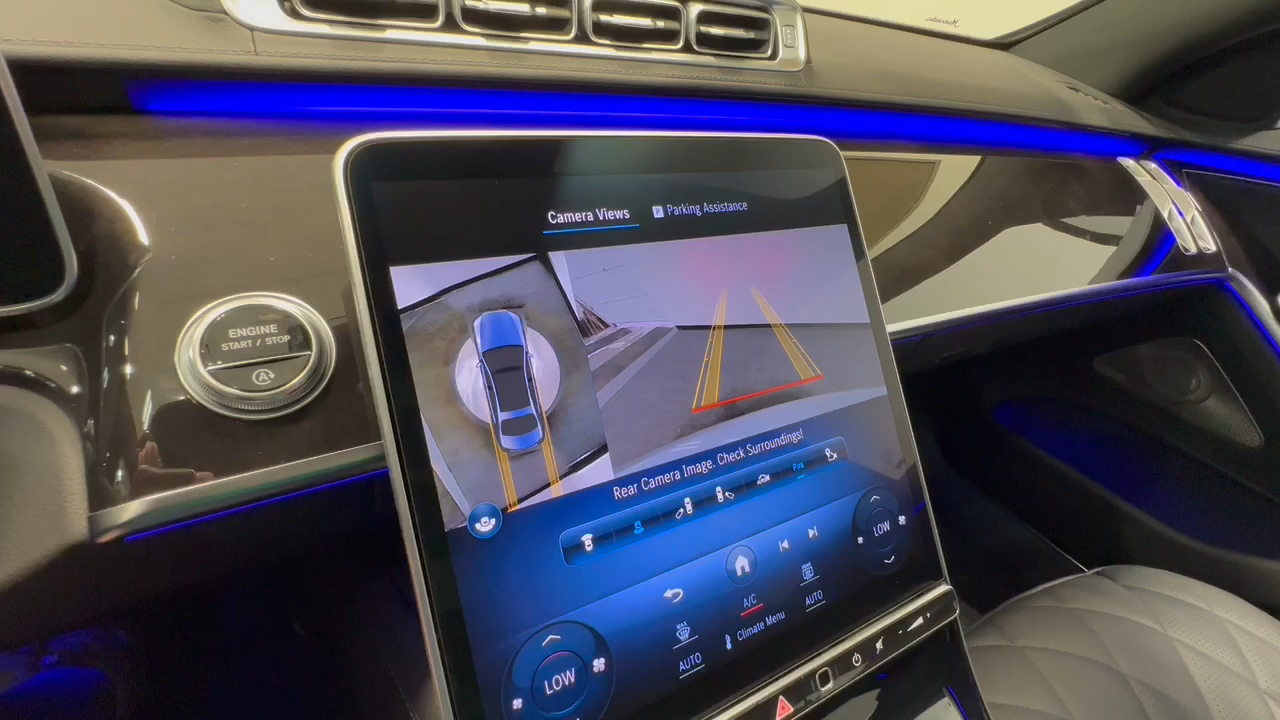 Camera Views
P Parking Assistance
ENGINE
START / STOP
A
Rear Camera Image. Check Surroundings!
LOW
A/C
REAR
AUTO
MAX
Climate Menu
AUTO
LOW